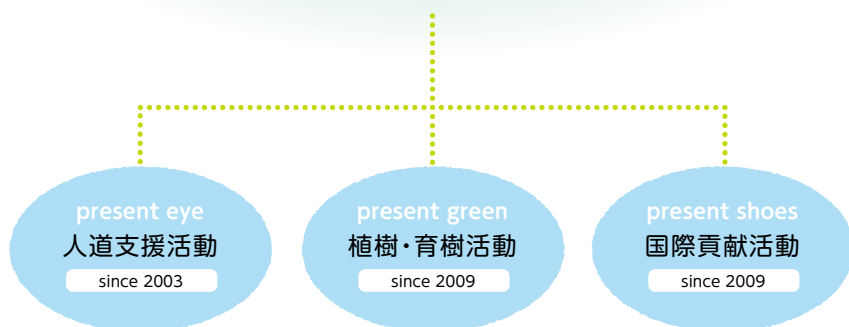 present eye
人道支援活動
since 2003
present green
植樹・育樹活動
since 2009
present shoes
国際貢献活動
since 2009